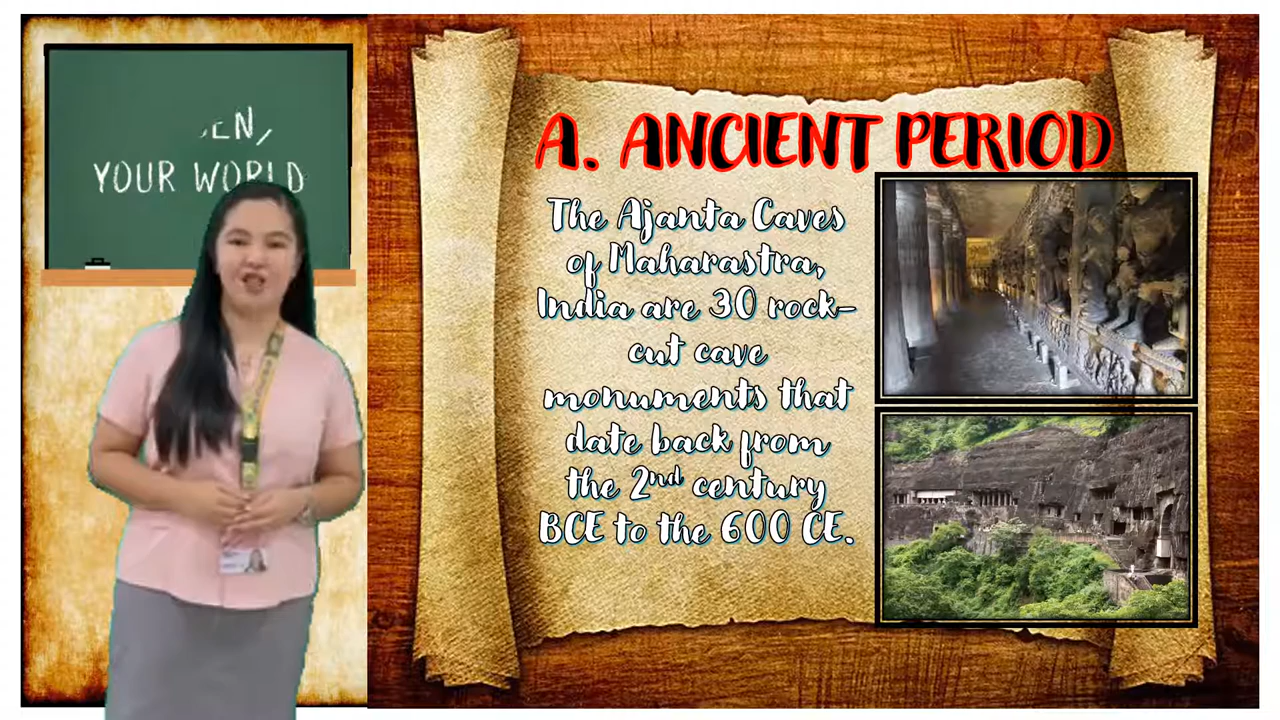 YOUR WORLD
A. ANCIENT PERIOD
The Ajanta Caves
of Maharastra,
India are 30 rock-
cut cave
monuments that
date back from
the 2nd century
BCE to the 600 CE.